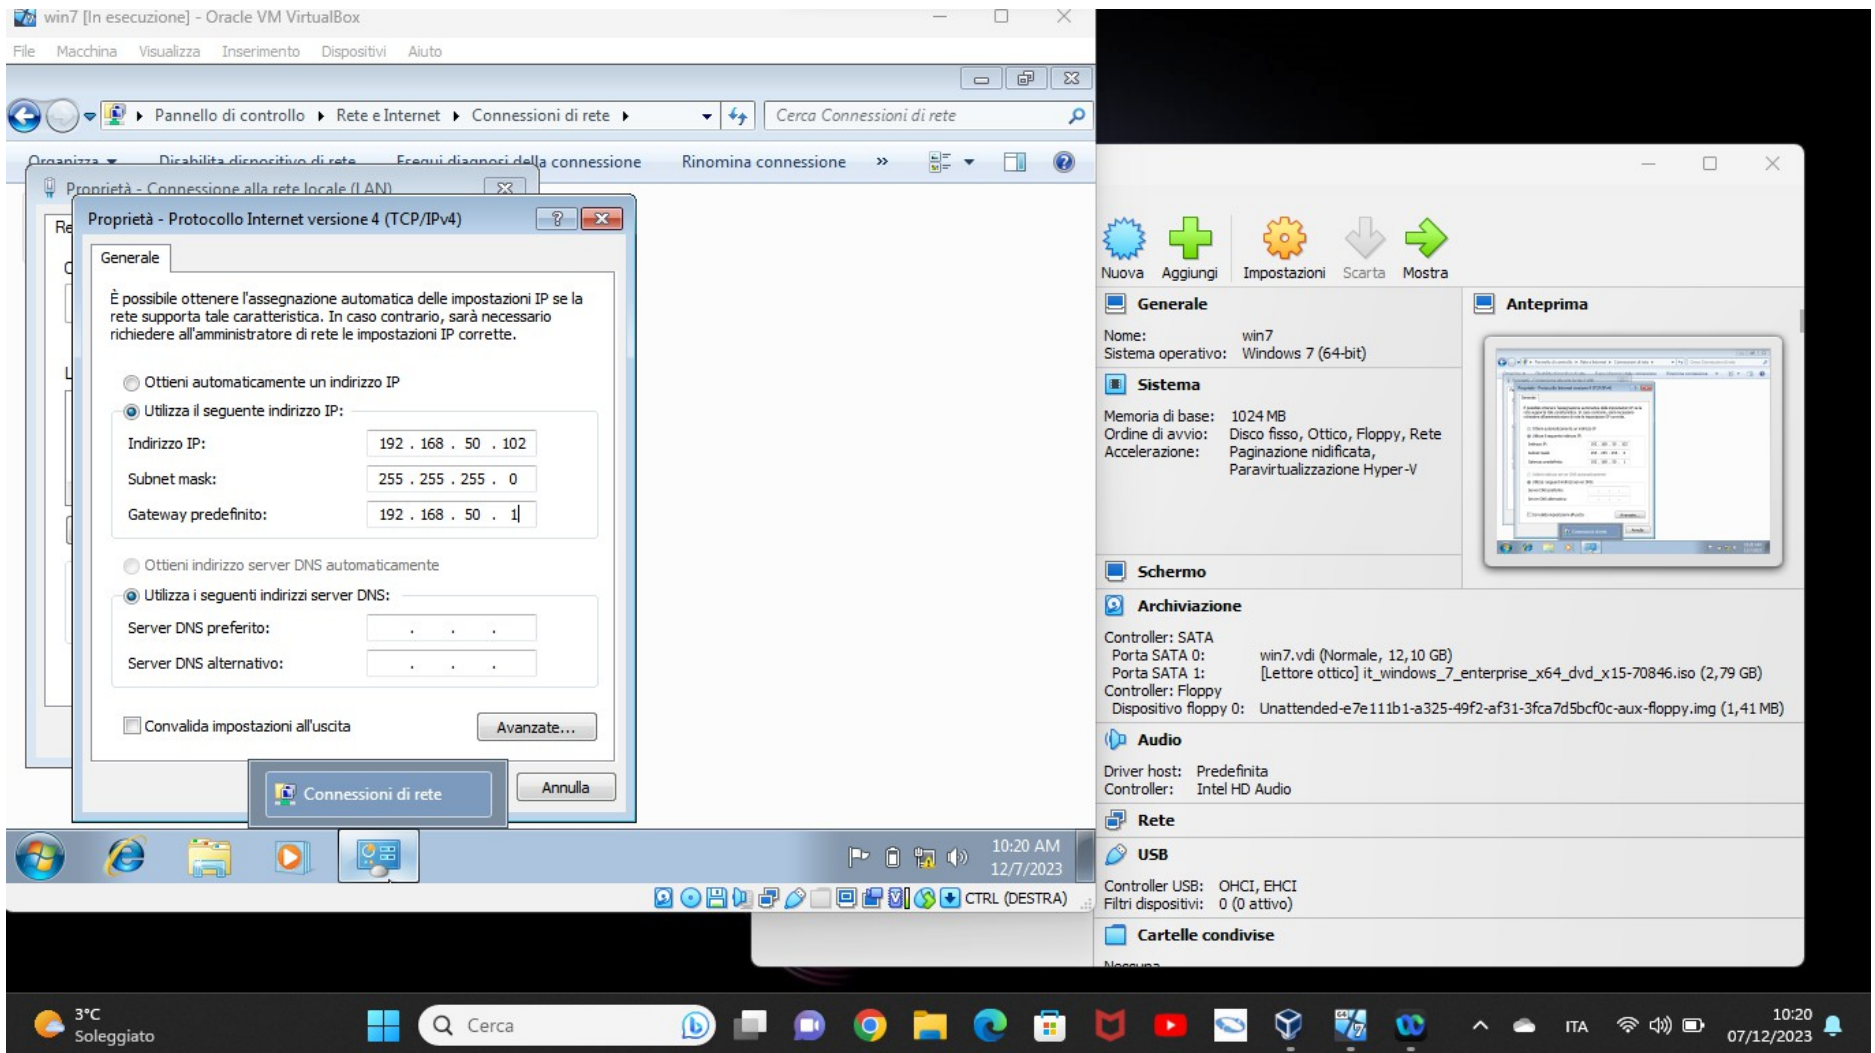 win7 [In esecuzione] - Oracle VM VirtualBox
File Macchina Visualizza Inserimento Dispositivi Aiuto
Pannello di controllo Rete e Internet Connessioni di rete
Cerca Connessioni di rete
Organizza Disabilita dispositivo di rete Esegui diagnosi della connessione Rinomina connessione »
Proprietà - Connessione alla rete locale (LAN)
Proprietà - Protocollo Internet versione 4 (TCP/IPv4)
Re
Generale
È possibile ottenere l'assegnazione automatica delle impostazioni IP se la
rete supporta tale caratteristica. In caso contrario, sarà necessario
richiedere all'amministratore di rete le impostazioni IP corrette.
Ottieni automaticamente un indirizzo IP
Utilizza il seguente indirizzo IP:
Indirizzo IP: 192 . 168 . 50 . 102
Subnet mask: 255 . 255 . 255 . 0
Gateway predefinito: 192 . 168 . 50 . 1
Ottieni indirizzo server DNS automaticamente
Utilizza i seguenti indirizzi server DNS:
Server DNS preferito: . . .
Server DNS alternativo: . . .
Convalida impostazioni all'uscita
Avanzate...
Connessioni di rete
Annulla
10:20 AM
12/7/2023
CTRL (DESTRA)
Nuova Aggiungi Impostazioni Scarta Mostra
Generale
Nome: win7
Sistema operativo: Windows 7 (64-bit)
Anteprima
Sistema
Memoria di base: 1024 MB
Ordine di avvio: Disco fisso, Ottico, Floppy, Rete
Accelerazione: Paginazione nidificata,
Paravirtualizzazione Hyper-V
Schermo
Archiviazione
Controller: SATA
Porta SATA 0: win7.vdi (Normale, 12,10 GB)
Porta SATA 1: [Lettore ottico] it_windows_7_enterprise_x64_dvd_x15-70846.iso (2,79 GB)
Controller: Floppy
Dispositivo floppy 0: Unattended-e7e111b1-a325-49f2-af31-3fca7d5bcf0c-aux-floppy.img (1,41 MB)
Audio
Driver host: Predefinita
Controller: Intel HD Audio
Rete
USB
Controller USB: OHCI, EHCI
Filtri dispositivi: 0 (0 attivo)
Cartelle condivise
3°C
Soleggiato
Cerca
ITA
10:20
07/12/2023